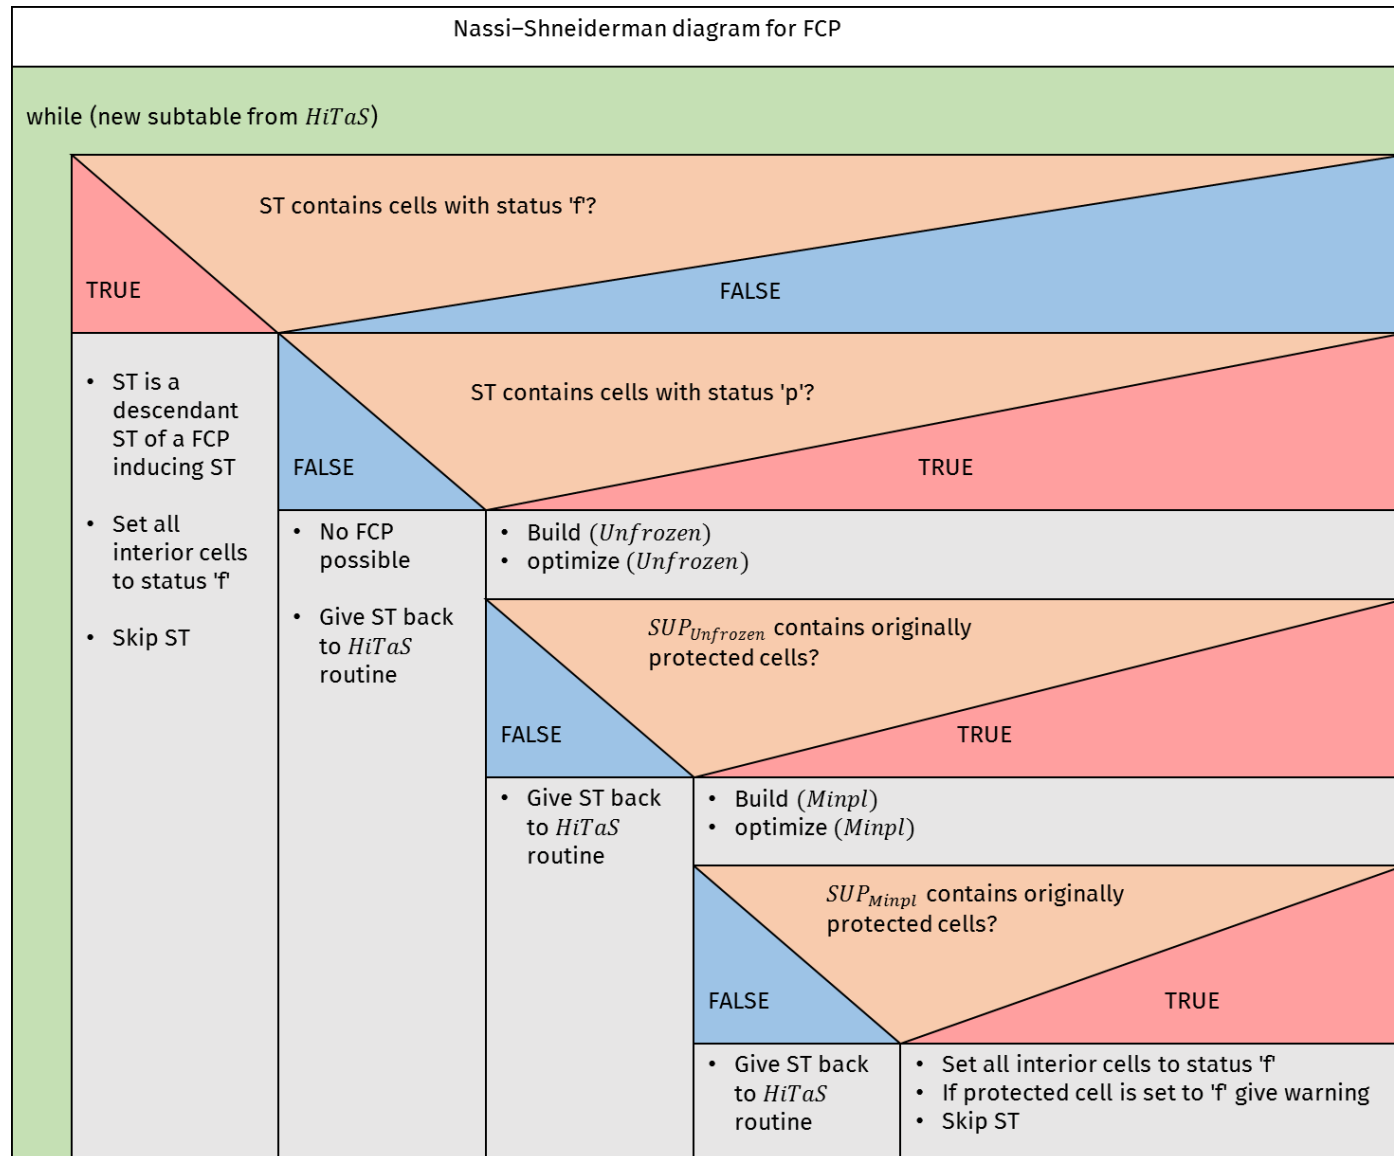 Nassi–Shneiderman diagram for FCP
while (new subtable from HiTaS)
ST contains cells with status 'f'?
TRUE
FALSE
• ST is a
descendant
ST of a FCP
inducing ST
• Set all
interior cells
to status 'f'
• Skip ST
ST contains cells with status 'p'?
FALSE
TRUE
• No FCP
possible
• Give ST back
to HiTaS
routine
• Build (Unfrozen)
• optimize (Unfrozen)
SUP_Unfrozen contains originally
protected cells?
FALSE
TRUE
• Give ST back
to HiTaS
routine
• Build (Minpl)
• optimize (Minpl)
SUP_Minpl contains originally
protected cells?
FALSE
TRUE
• Give ST back
to HiTaS
routine
• Set all interior cells to status 'f'
• If protected cell is set to 'f' give warning
• Skip ST